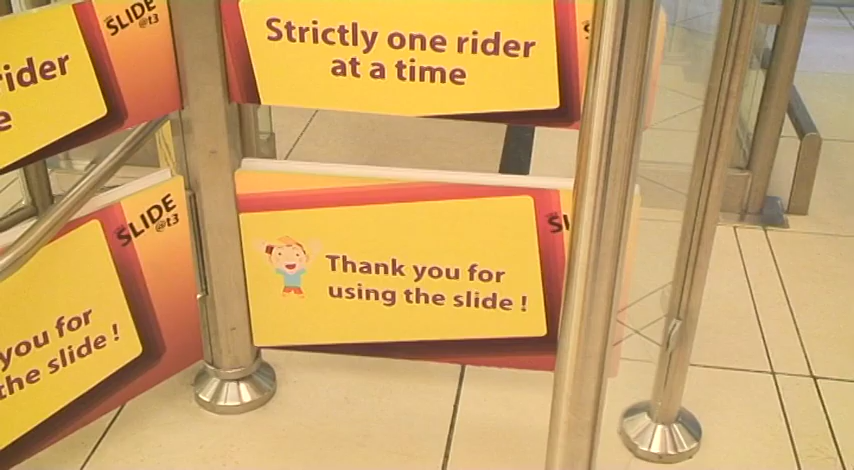 SLIDE
@t3
rider
e
Strictly one rider
at a time
SLIDE
@t3
you for
the slide !
Thank you for
using the slide !